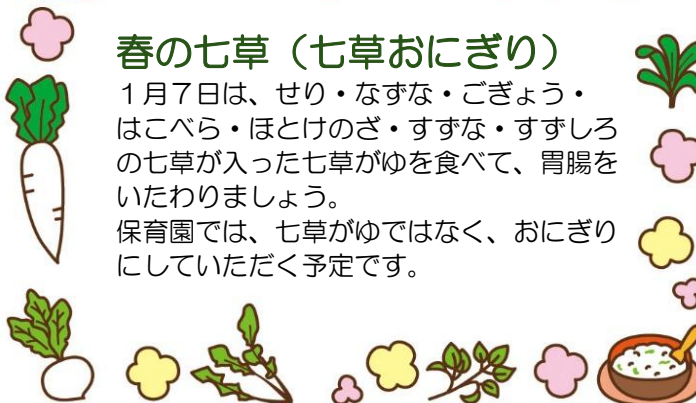 春の七草（七草おにぎり）
１月７日は、せり・なずな・ごぎょう・
はこべら・ほとけのざ・すずな・すずしろ
の七草が入った七草がゆを食べて、胃腸を
いたわりましょう。
保育園では、七草がゆではなく、おにぎり
にしていただく予定です。